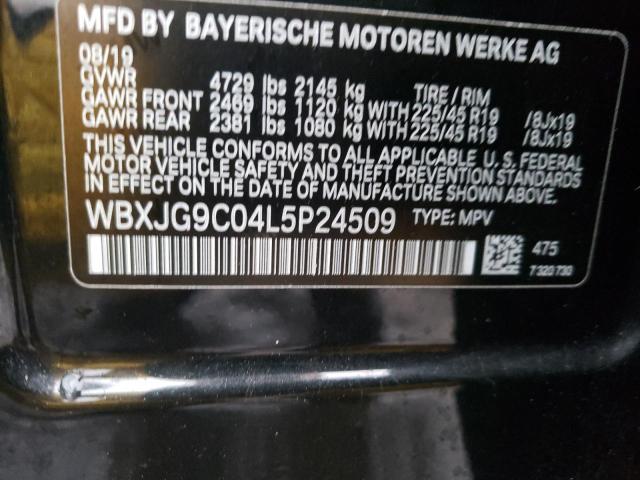 MFD BY BAYERISCHE MOTOREN WERKE AG
08/19
GVWR 4729 lbs 2145 kg TIRE / RIM
GAWR FRONT 2469 lbs 1120 kg WITH 225/45 R19 /8Jx19
GAWR REAR 2381 lbs 1080 kg WITH 225/45 R19 /8Jx19
THIS VEHICLE CONFORMS TO ALL APPLICABLE U. S. FEDERAL
MOTOR VEHICLE SAFETY AND THEFT PREVENTION
STANDARDS IN EFFECT ON THE DATE OF MANUFACTURE SHOWN ABOVE.
WBXJG9C04L5P24509 TYPE: MPV
475
7 320 730